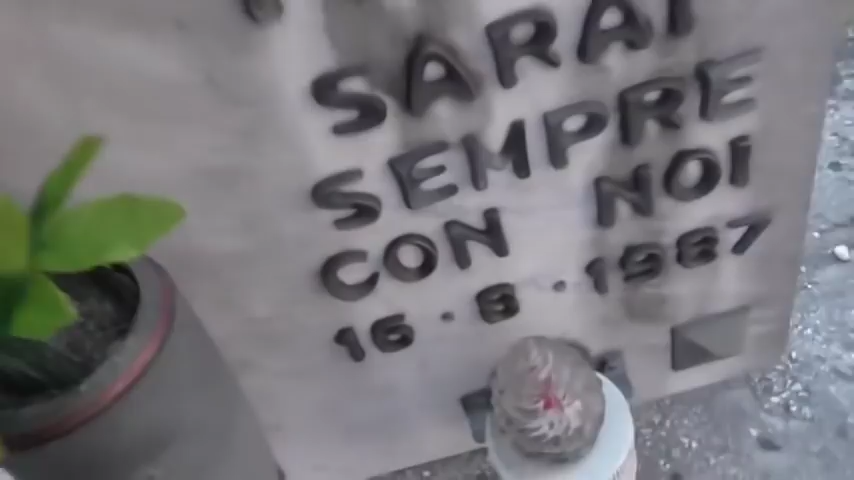 SARAI
SEMPRE
CON NOI
16 · 8 · 1987